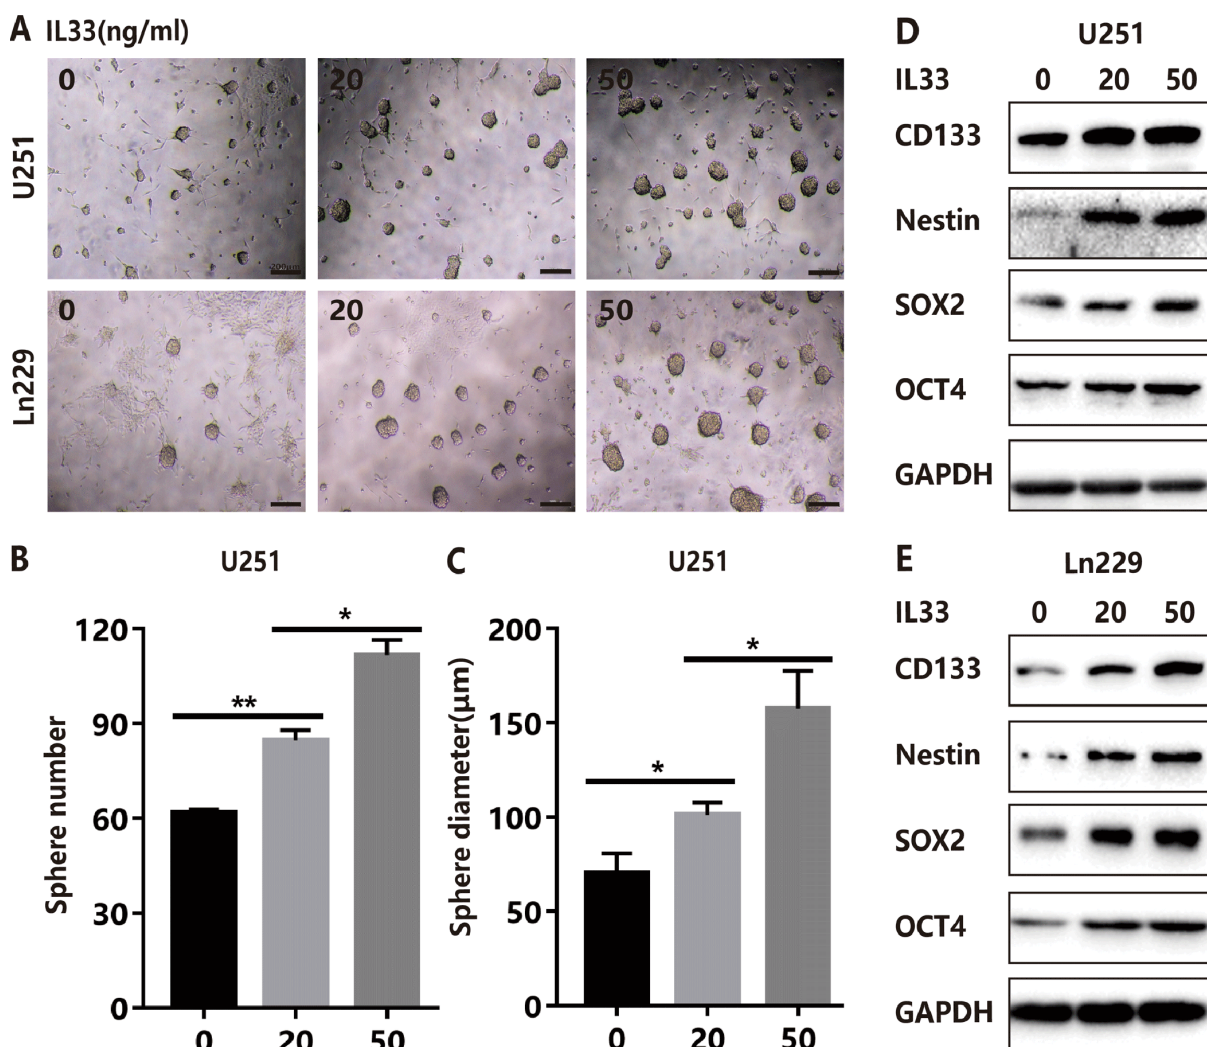 A IL33(ng/ml)
U251
0
20
50
200μm
Ln229
0
20
50
B U251
Sphere number
120
90
60
30
0
**
*
0 20 50
C U251
Sphere diameter(μm)
200
150
100
50
0
*
*
0 20 50
D U251
IL33 0 20 50
CD133
Nestin
SOX2
OCT4
GAPDH
E Ln229
IL33 0 20 50
CD133
Nestin
SOX2
OCT4
GAPDH